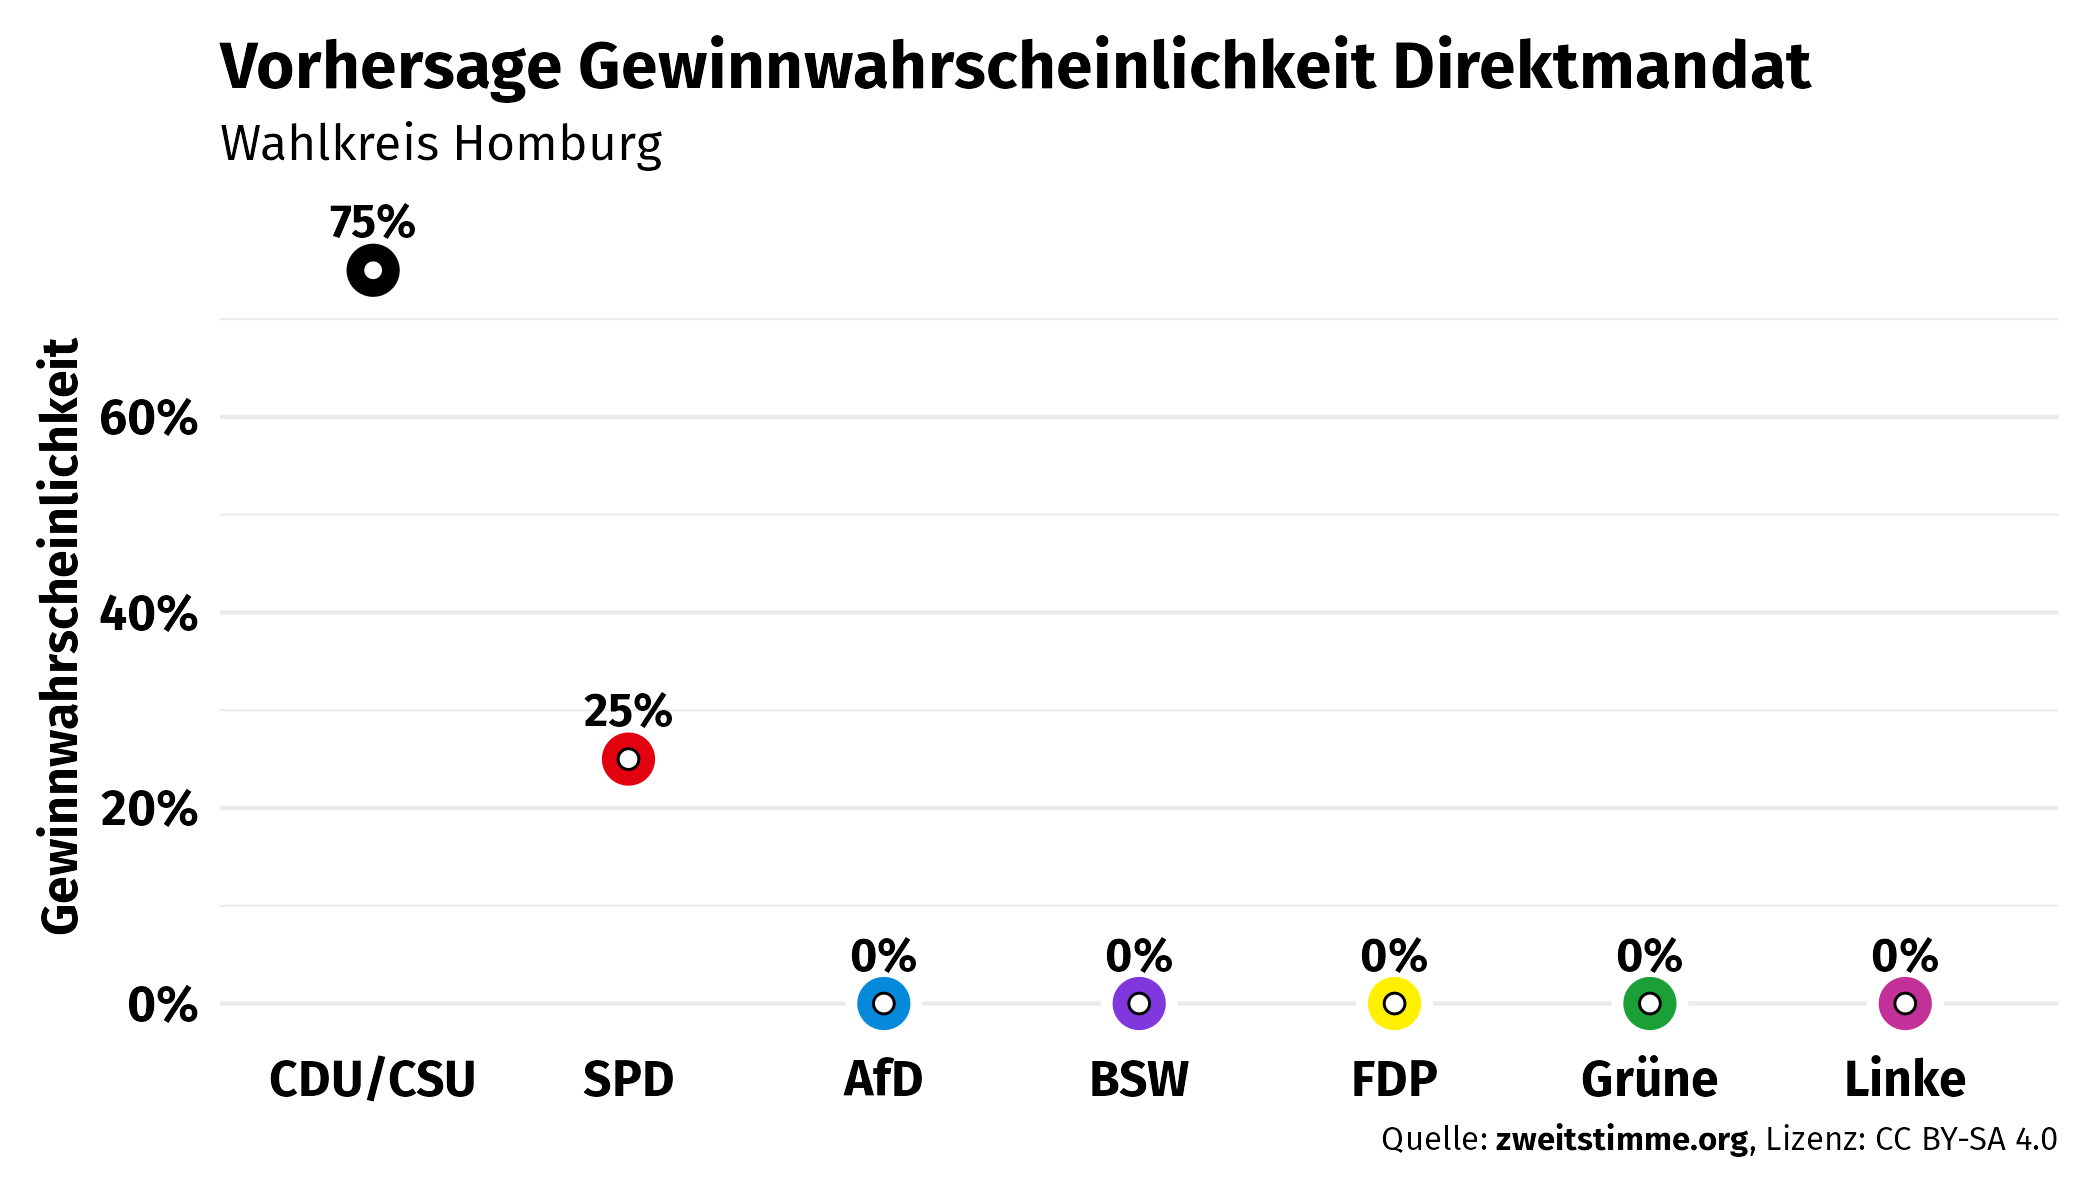 Vorhersage Gewinnwahrscheinlichkeit Direktmandat
Wahlkreis Homburg
75%
Gewinnwahrscheinlichkeit
60%
40%
25%
20%
0% 0% 0% 0% 0%
0%
CDU/CSU SPD AfD BSW FDP Grüne Linke
Quelle: zweitstimme.org, Lizenz: CC BY-SA 4.0